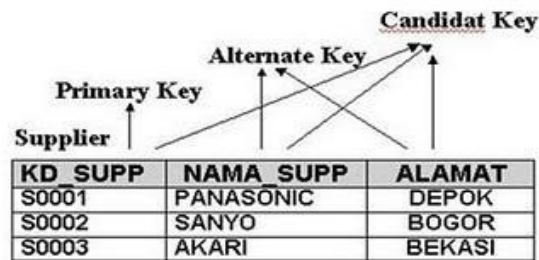 Candidat Key
Alternate Key
Primary Key
Supplier
KD_SUPP NAMA_SUPP ALAMAT
S0001 PANASONIC DEPOK
S0002 SANYO BOGOR
S0003 AKARI BEKASI